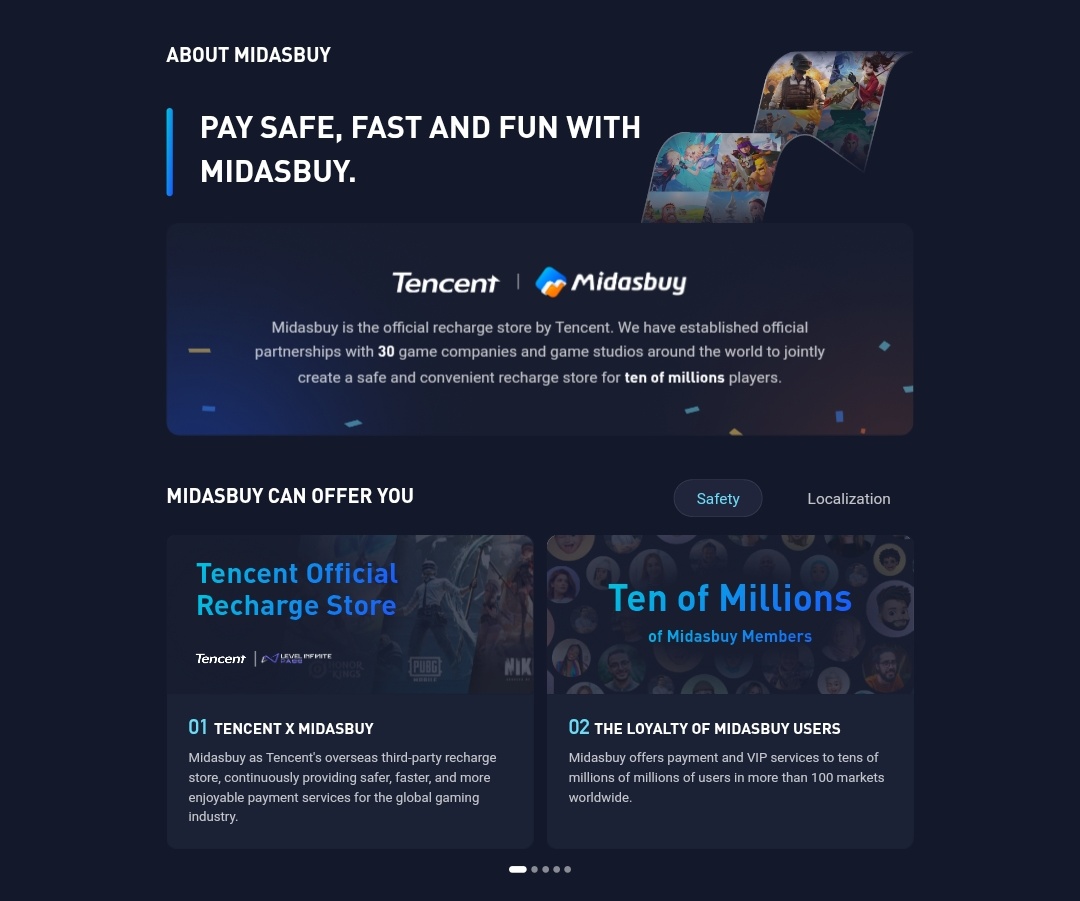 ABOUT MIDASBUY
PAY SAFE, FAST AND FUN WITH
MIDASBUY.
Tencent | Midasbuy
Midasbuy is the official recharge store by Tencent. We have established official
partnerships with 30 game companies and game studios around the world to jointly
create a safe and convenient recharge store for ten of millions players.
MIDASBUY CAN OFFER YOU
Safety
Localization
Tencent Official
Recharge Store
Tencent | LEVEL INFINITE
PASS
HONOR
KINGS
PUBG
MOBILE
NIK
Ten of Millions
of Midasbuy Members
01 TENCENT X MIDASBUY
Midasbuy as Tencent's overseas third-party recharge
store, continuously providing safer, faster, and more
enjoyable payment services for the global gaming
industry.
02 THE LOYALTY OF MIDASBUY USERS
Midasbuy offers payment and VIP services to tens of
millions of millions of users in more than 100 markets
worldwide.